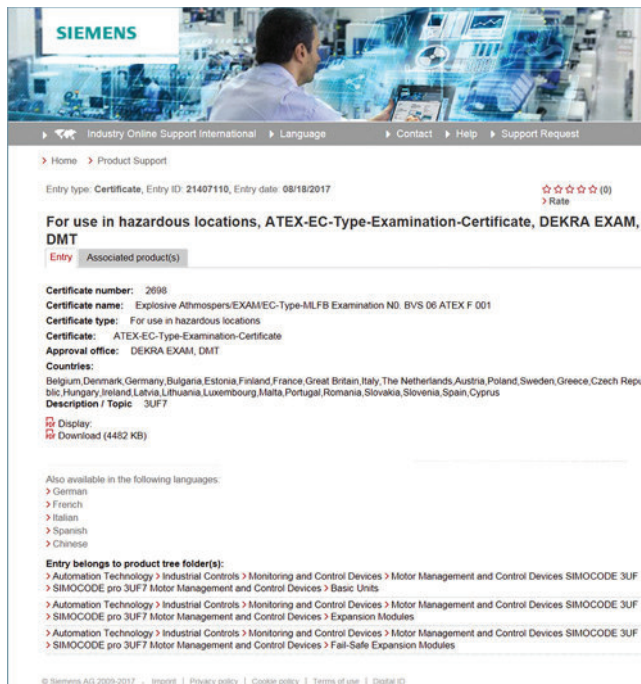 SIEMENS
Industry Online Support International Language Contact Help Support Request
> Home > Product Support
Entry type: Certificate, Entry ID: 21407110, Entry date: 08/18/2017
☆☆☆☆☆ (0)
> Rate
For use in hazardous locations, ATEX-EC-Type-Examination-Certificate, DEKRA EXAM,
DMT
Entry Associated product(s)
Certificate number: 2698
Certificate name: Explosive Athmospers/EXAM/EC-Type-MLFB Examination N0. BVS 06 ATEX F 001
Certificate type: For use in hazardous locations
Certificate: ATEX-EC-Type-Examination-Certificate
Approval office: DEKRA EXAM, DMT
Countries:
Belgium,Denmark,Germany,Bulgaria,Estonia,Finland,France,Great Britain,Italy,The Netherlands,Austria,Poland,Sweden,Greece,Czech Repu
blic,Hungary,Ireland,Latvia,Lithuania,Luxembourg,Malta,Portugal,Romania,Slovakia,Slovenia,Spain,Cyprus
Description / Topic 3UF7
PDF Display:
PDF Download (4482 KB)
Also available in the following languages:
> German
> French
> Italian
> Spanish
> Chinese
Entry belongs to product tree folder(s):
> Automation Technology > Industrial Controls > Monitoring and Control Devices > Motor Management and Control Devices SIMOCODE 3UF
> SIMOCODE pro 3UF7 Motor Management and Control Devices > Basic Units
> Automation Technology > Industrial Controls > Monitoring and Control Devices > Motor Management and Control Devices SIMOCODE 3UF
> SIMOCODE pro 3UF7 Motor Management and Control Devices > Expansion Modules
> Automation Technology > Industrial Controls > Monitoring and Control Devices > Motor Management and Control Devices SIMOCODE 3UF
> SIMOCODE pro 3UF7 Motor Management and Control Devices > Fail-Safe Expansion Modules
© Siemens AG 2009-2017 - Imprint | Privacy policy | Cookie policy | Terms of use | Digital ID